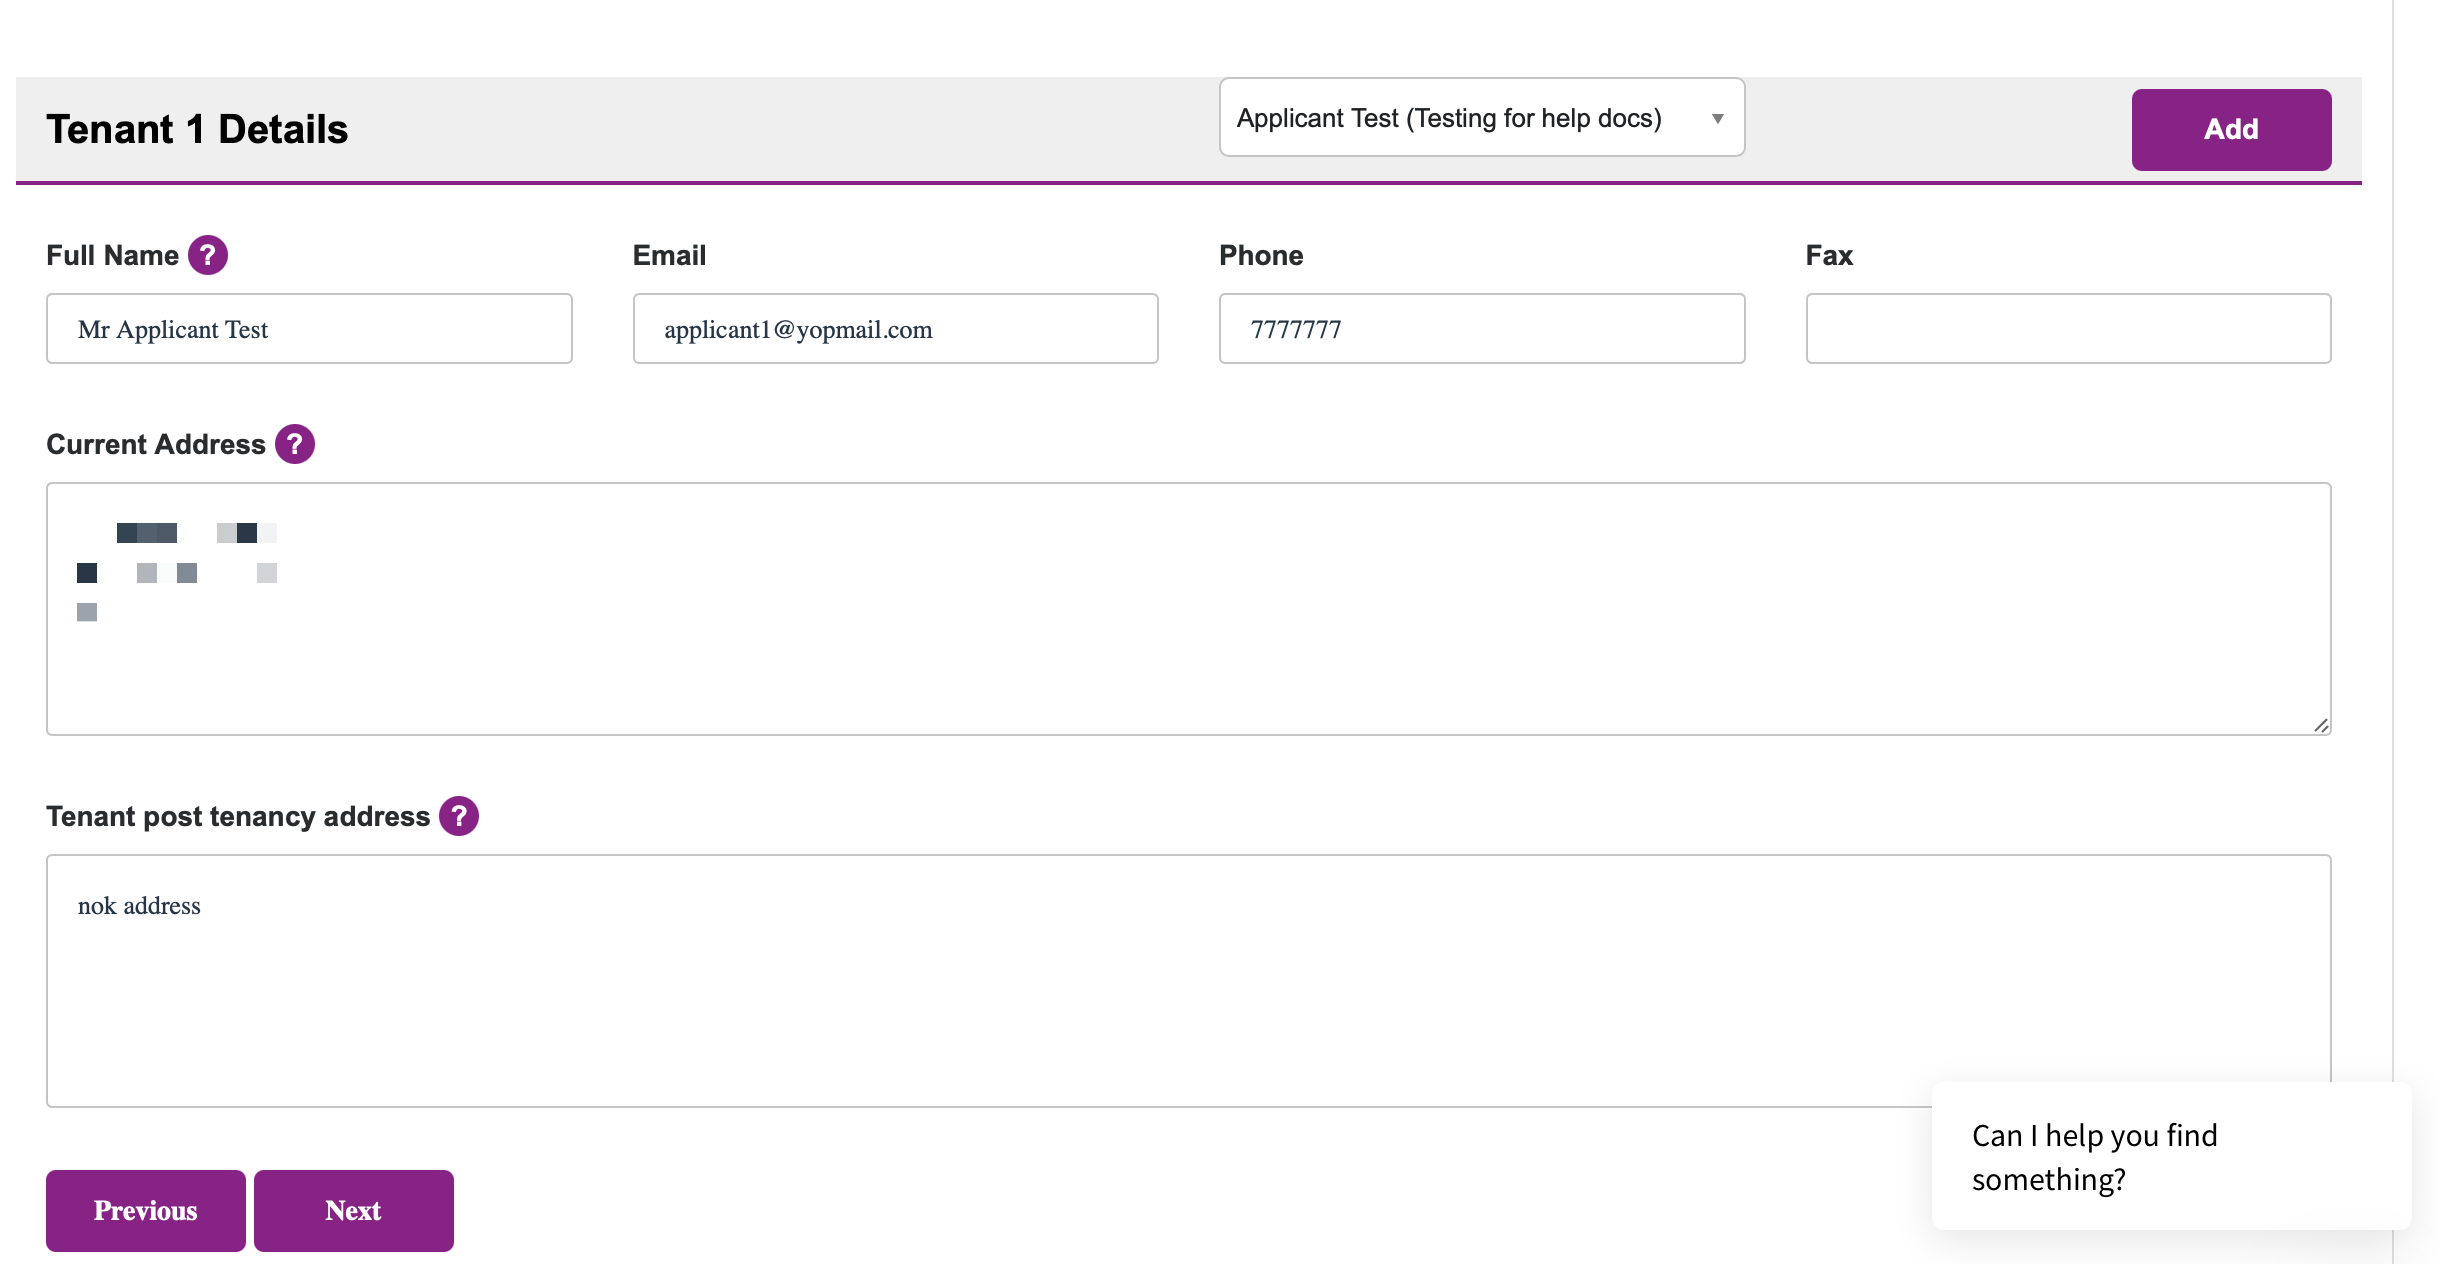 Tenant 1 Details
Applicant Test (Testing for help docs)
Add
Full Name ?
Email
Phone
Fax
Mr Applicant Test
applicant1@yopmail.com
7777777
Current Address ?
Tenant post tenancy address ?
nok address
Can I help you find
something?
Previous
Next